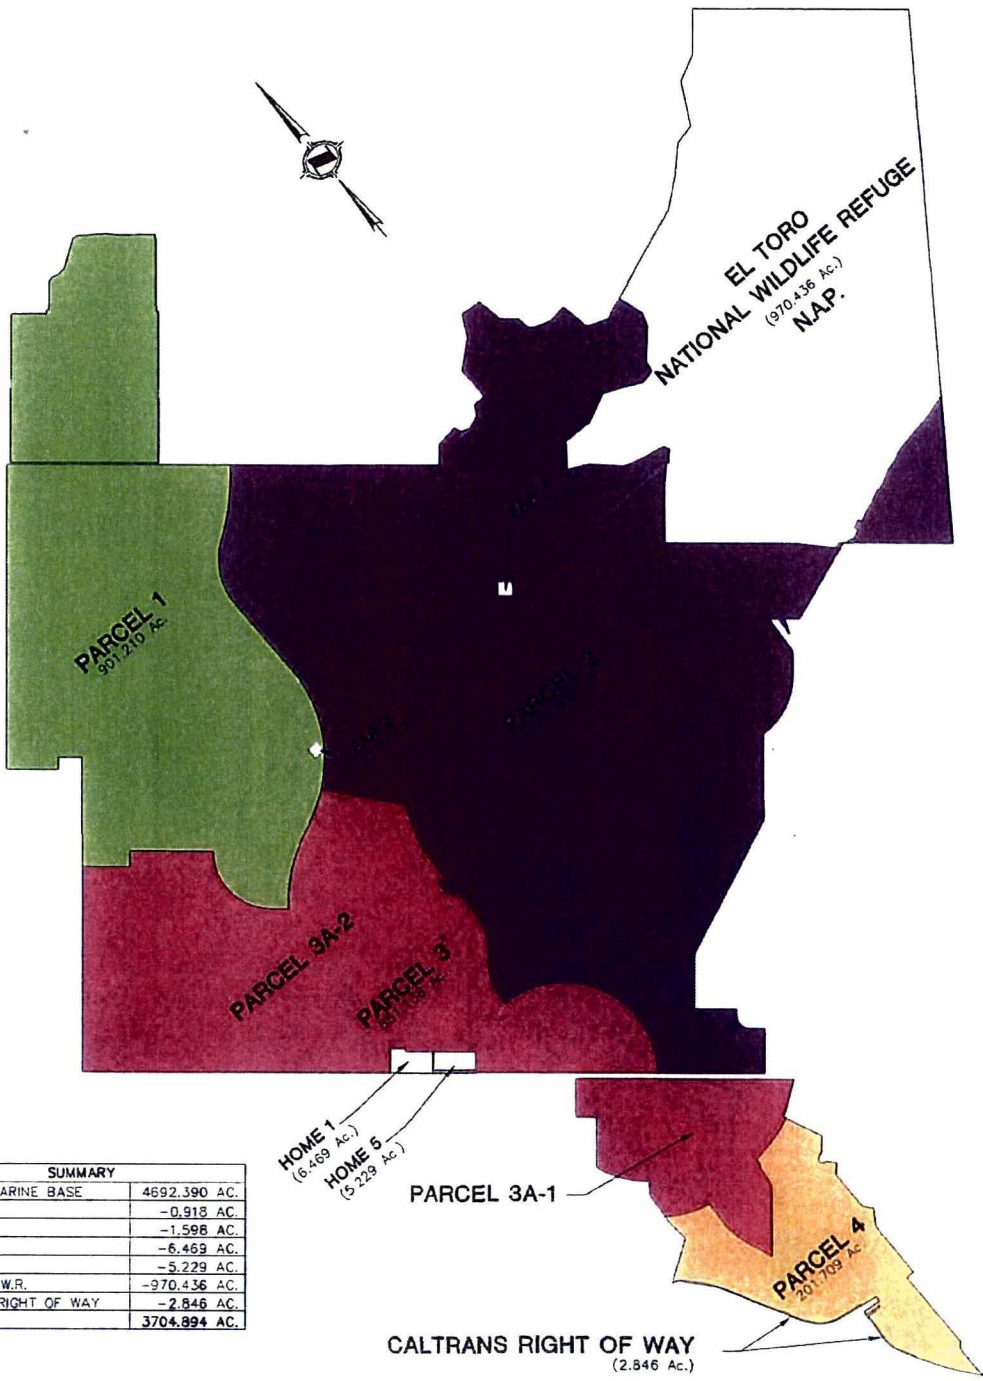 EL TORO
NATIONAL WILDLIFE REFUGE
(970.436 Ac.)
N.A.P.
PARCEL 1
901.210 Ac.
PARCEL 2
PARCEL 3A-2
PARCEL 3
HOME 1
(6.469 Ac.)
HOME 5
(5.229 Ac.)
PARCEL 3A-1
PARCEL 4
201.709 Ac
CALTRANS RIGHT OF WAY
(2.846 Ac.)
SUMMARY
ARINE BASE 4692.390 AC.
-0.918 AC.
-1.598 AC.
-6.469 AC.
-5.229 AC.
W.R. -970.436 AC.
RIGHT OF WAY -2.846 AC.
3704.894 AC.